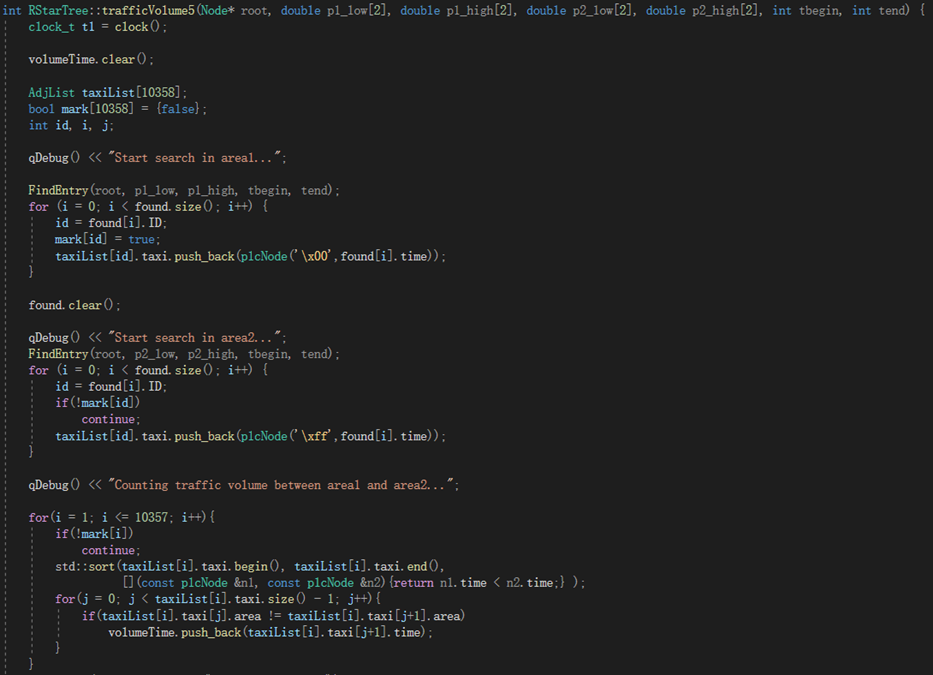 int RStarTree::trafficVolume5(Node* root, double p1_low[2], double p1_high[2], double p2_low[2], double p2_high[2], int tbegin, int tend) {
    clock_t t1 = clock();

    volumeTime.clear();

    AdjList taxiList[10358];
    bool mark[10358] = {false};
    int id, i, j;

    qDebug() << "Start search in area1...";

    FindEntry(root, p1_low, p1_high, tbegin, tend);
    for (i = 0; i < found.size(); i++) {
        id = found[i].ID;
        mark[id] = true;
        taxiList[id].taxi.push_back(plcNode('\x00',found[i].time));
    }

    found.clear();

    qDebug() << "Start search in area2...";
    FindEntry(root, p2_low, p2_high, tbegin, tend);
    for (i = 0; i < found.size(); i++) {
        id = found[i].ID;
        if(!mark[id])
            continue;
        taxiList[id].taxi.push_back(plcNode('\xff',found[i].time));
    }

    qDebug() << "Counting traffic volume between area1 and area2...";

    for(i = 1; i <= 10357; i++){
        if(!mark[i])
            continue;
        std::sort(taxiList[i].taxi.begin(), taxiList[i].taxi.end(),
                  [](const plcNode &n1, const plcNode &n2){return n1.time < n2.time;} );
        for(j = 0; j < taxiList[i].taxi.size() - 1; j++){
            if(taxiList[i].taxi[j].area != taxiList[i].taxi[j+1].area)
                volumeTime.push_back(taxiList[i].taxi[j+1].time);
        }
    }